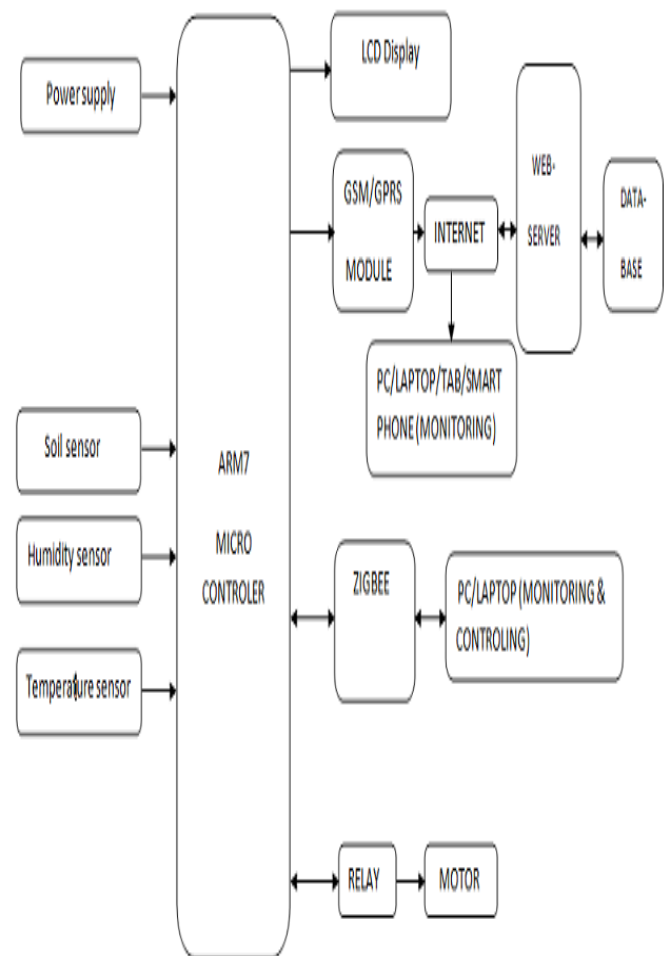 Power supply
Soil sensor
Humidity sensor
Temperature sensor
ARM7
MICRO
CONTROLER
LCD Display
GSM/GPRS
MODULE
INTERNET
WEB-
SERVER
DATA-
BASE
PC/LAPTOP/TAB/SMART
PHONE (MONITORING)
ZIGBEE
PC/LAPTOP (MONITORING &
CONTROLING)
RELAY
MOTOR